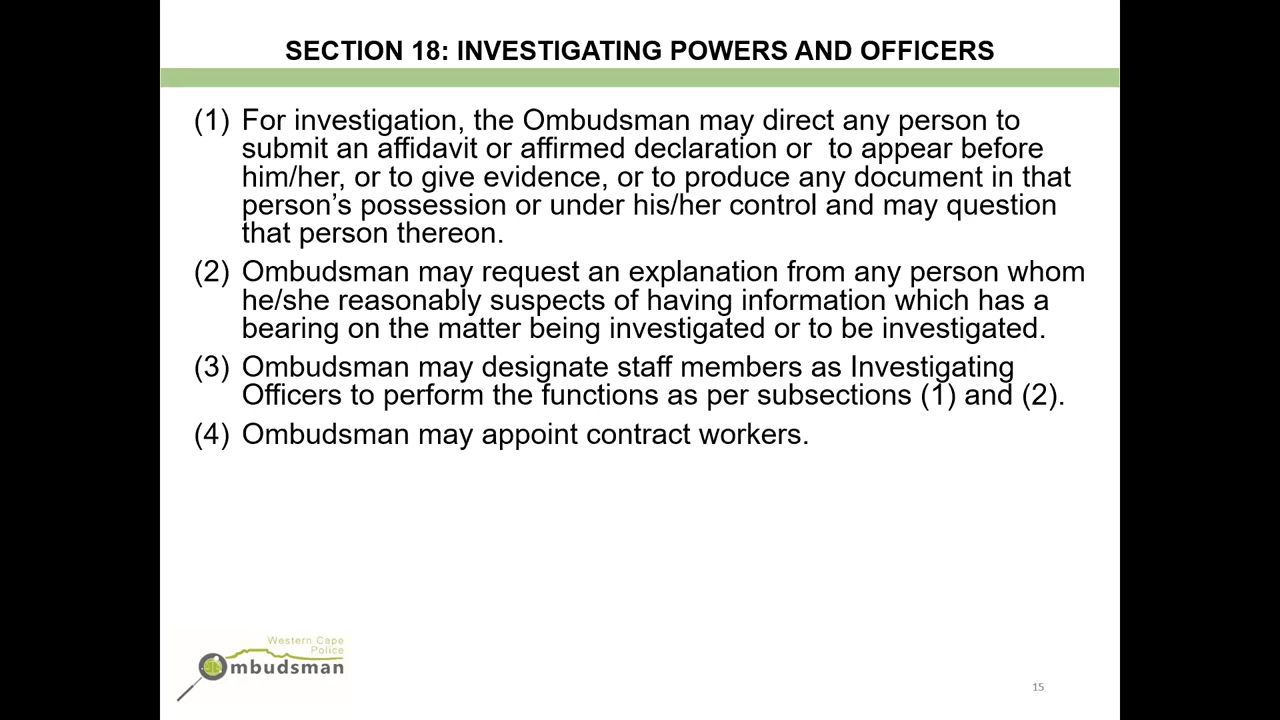 SECTION 18: INVESTIGATING POWERS AND OFFICERS
(1) For investigation, the Ombudsman may direct any person to
submit an affidavit or affirmed declaration or  to appear before
him/her, or to give evidence, or to produce any document in that
person’s possession or under his/her control and may question
that person thereon.
(2) Ombudsman may request an explanation from any person whom
he/she reasonably suspects of having information which has a
bearing on the matter being investigated or to be investigated.
(3) Ombudsman may designate staff members as Investigating
Officers to perform the functions as per subsections (1) and (2).
(4) Ombudsman may appoint contract workers.
Western Cape
Police
Ombudsman
15